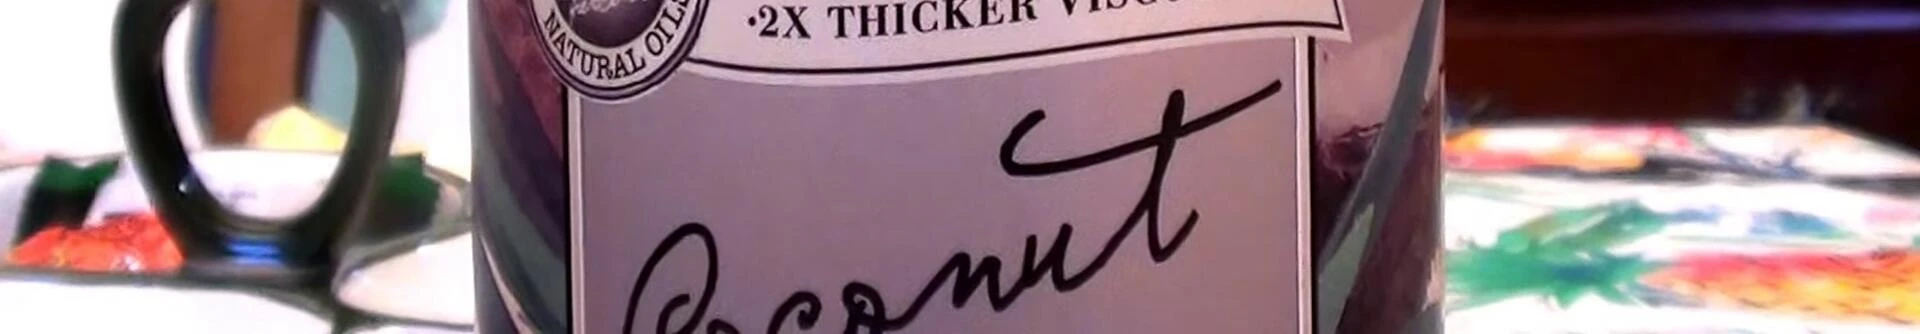 NATURAL OILS
•2X THICKER
Coconut